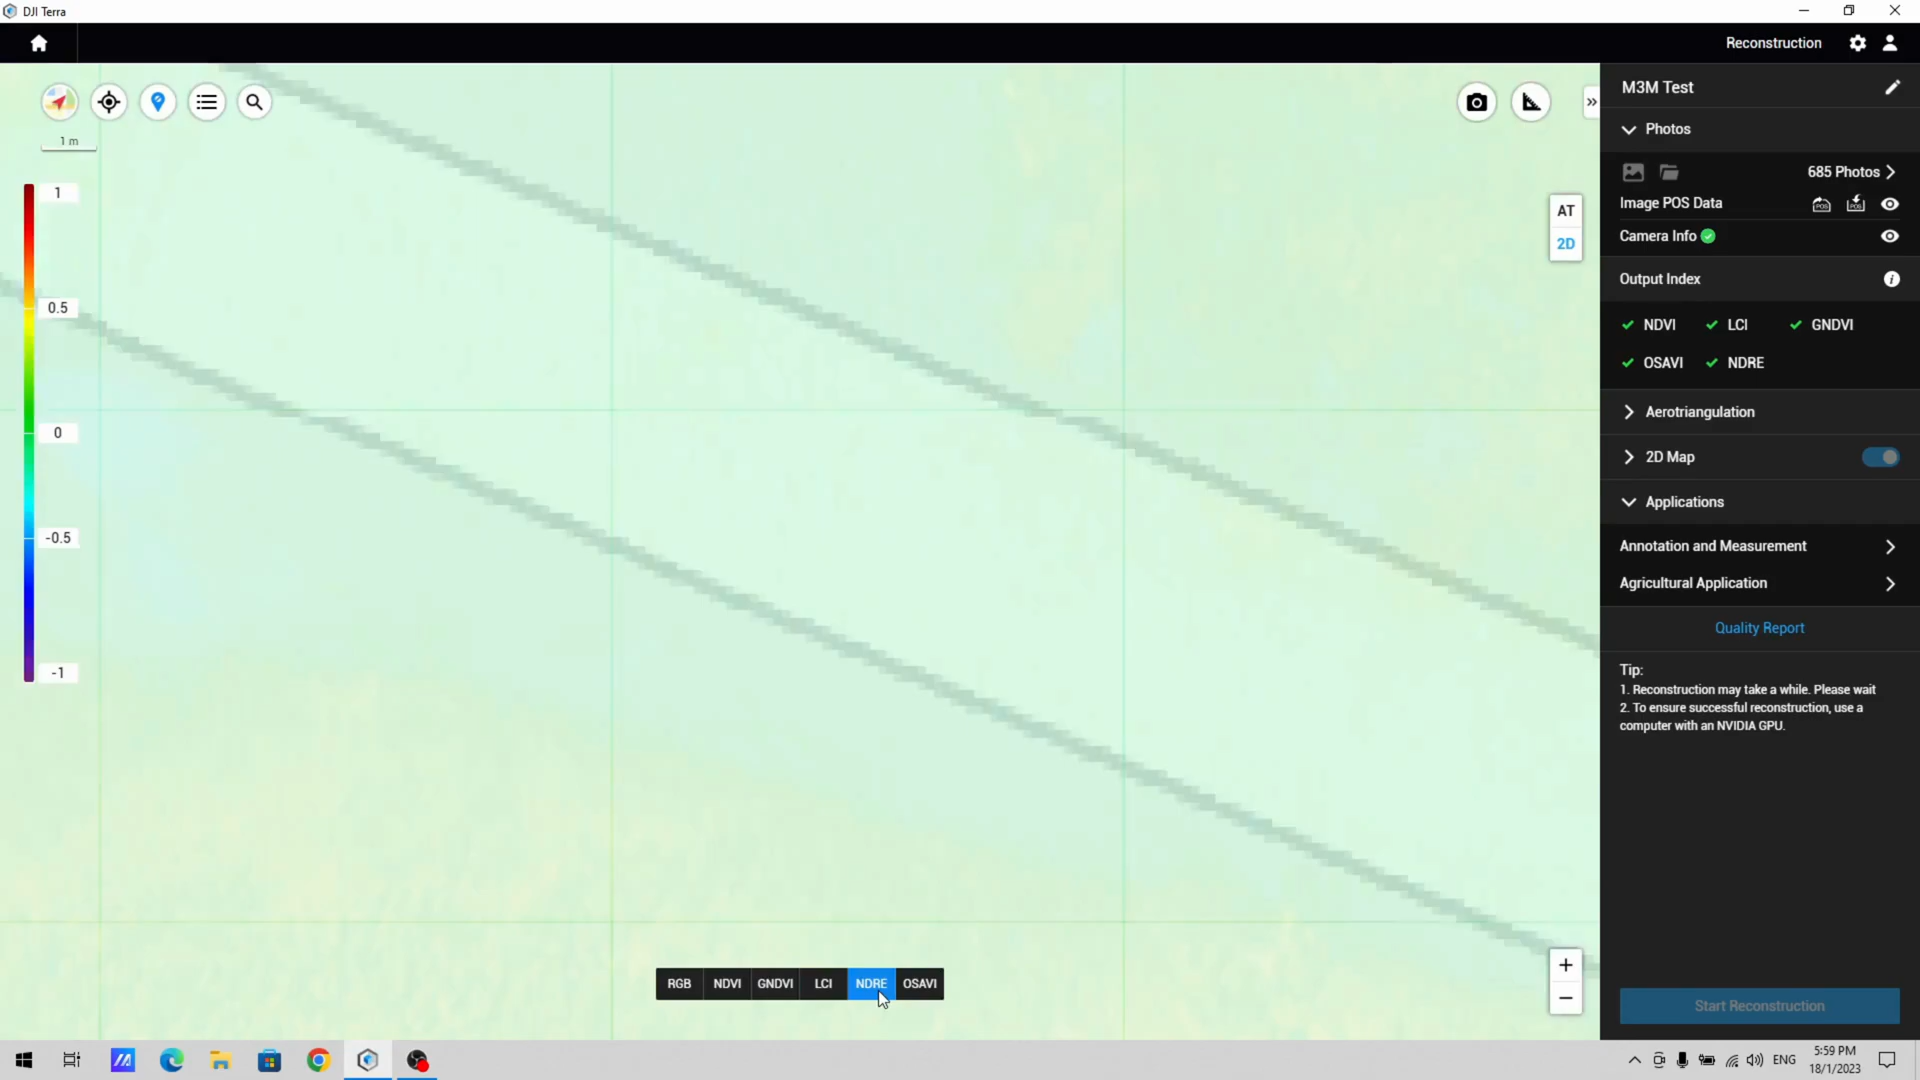 DJI Terra
Reconstruction
1 m
1
0.5
0
-0.5
-1
AT
2D
M3M Test
Photos
685 Photos
Image POS Data
POS
POS
Camera Info
Output Index
NDVI
LCI
GNDVI
OSAVI
NDRE
Aerotriangulation
2D Map
Applications
Annotation and Measurement
Agricultural Application
Quality Report
Tip:
1. Reconstruction may take a while. Please wait
2. To ensure successful reconstruction, use a
computer with an NVIDIA GPU.
Start Reconstruction
RGB
NDVI
GNDVI
LCI
NDRE
OSAVI
+
−
ENG
5:59 PM
18/1/2023